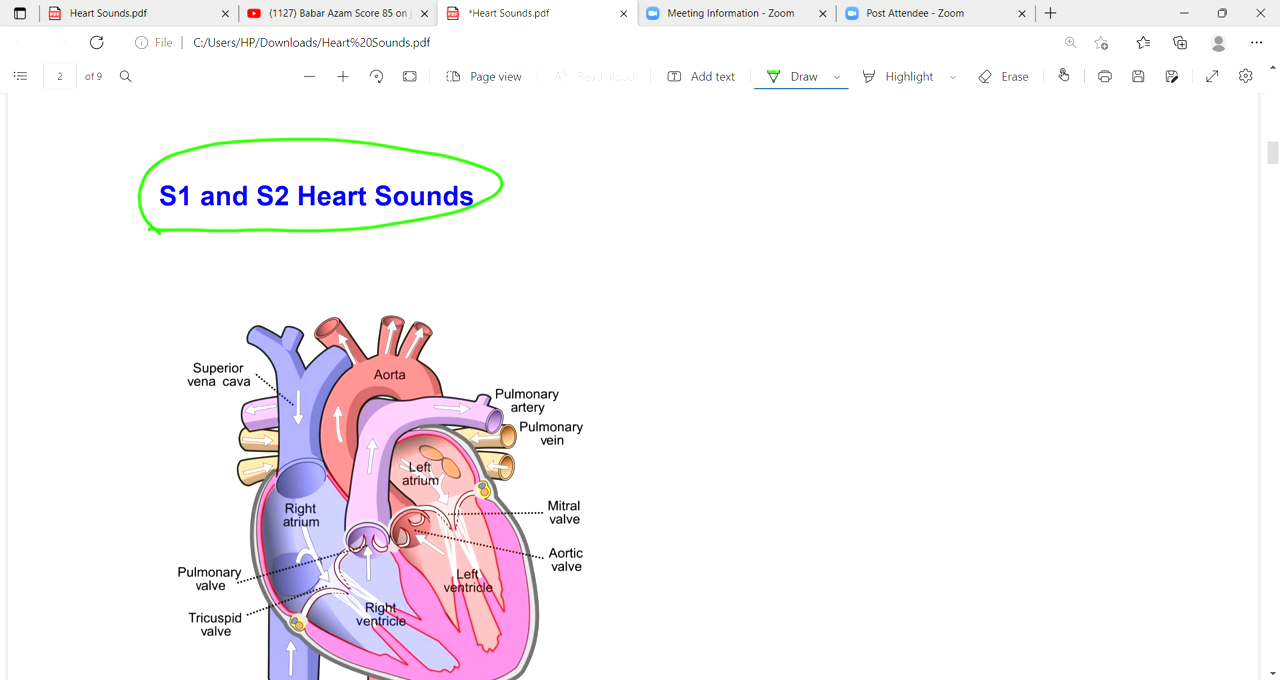 Heart Sounds.pdf
(1127) Babar Azam Score 85 on
*Heart Sounds.pdf
Meeting Information - Zoom
Post Attendee - Zoom
File
C:/Users/HP/Downloads/Heart%20Sounds.pdf
2 of 9
Page view
Read aloud
Add text
Draw
Highlight
Erase
S1 and S2 Heart Sounds
Superior
vena cava
Aorta
Pulmonary
artery
Pulmonary
vein
Left
atrium
Right
atrium
Mitral
valve
Aortic
valve
Pulmonary
valve
Left
ventricle
Tricuspid
valve
Right
ventricle